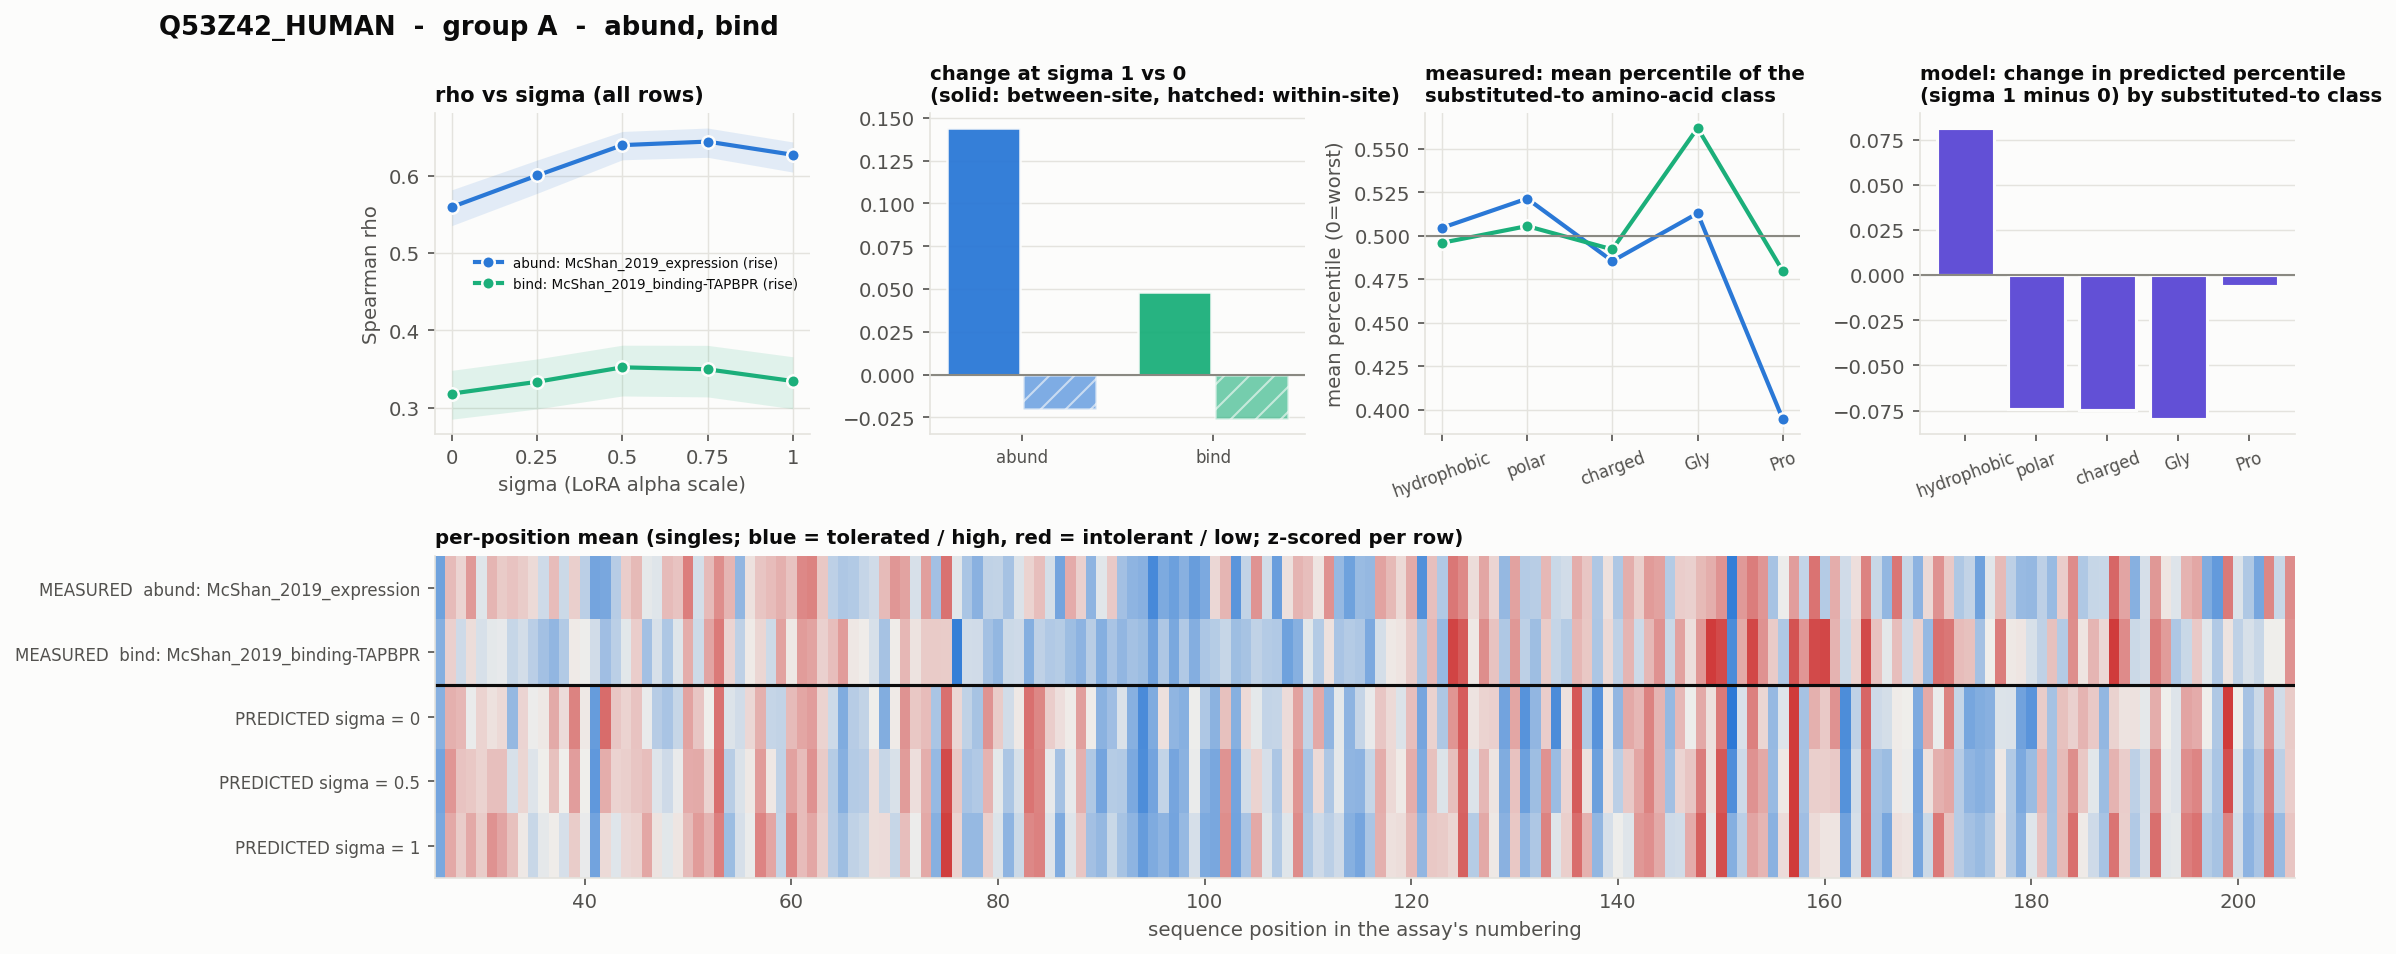 Q53Z42_HUMAN  -  group A  -  abund, bind
rho vs sigma (all rows)
Spearman rho
0.6
0.5
0.4
0.3
abund: McShan_2019_expression (rise)
bind: McShan_2019_binding-TAPBPR (rise)
0
0.25
0.5
0.75
1
sigma (LoRA alpha scale)
change at sigma 1 vs 0
(solid: between-site, hatched: within-site)
0.150
0.125
0.100
0.075
0.050
0.025
0.000
−0.025
abund
bind
measured: mean percentile of the
substituted-to amino-acid class
mean percentile (0=worst)
0.550
0.525
0.500
0.475
0.450
0.425
0.400
hydrophobic
polar
charged
Gly
Pro
model: change in predicted percentile
(sigma 1 minus 0) by substituted-to class
0.075
0.050
0.025
0.000
−0.025
−0.050
−0.075
hydrophobic
polar
charged
Gly
Pro
per-position mean (singles; blue = tolerated / high, red = intolerant / low; z-scored per row)
MEASURED  abund: McShan_2019_expression
MEASURED  bind: McShan_2019_binding-TAPBPR
PREDICTED sigma = 0
PREDICTED sigma = 0.5
PREDICTED sigma = 1
40
60
80
100
120
140
160
180
200
sequence position in the assay's numbering